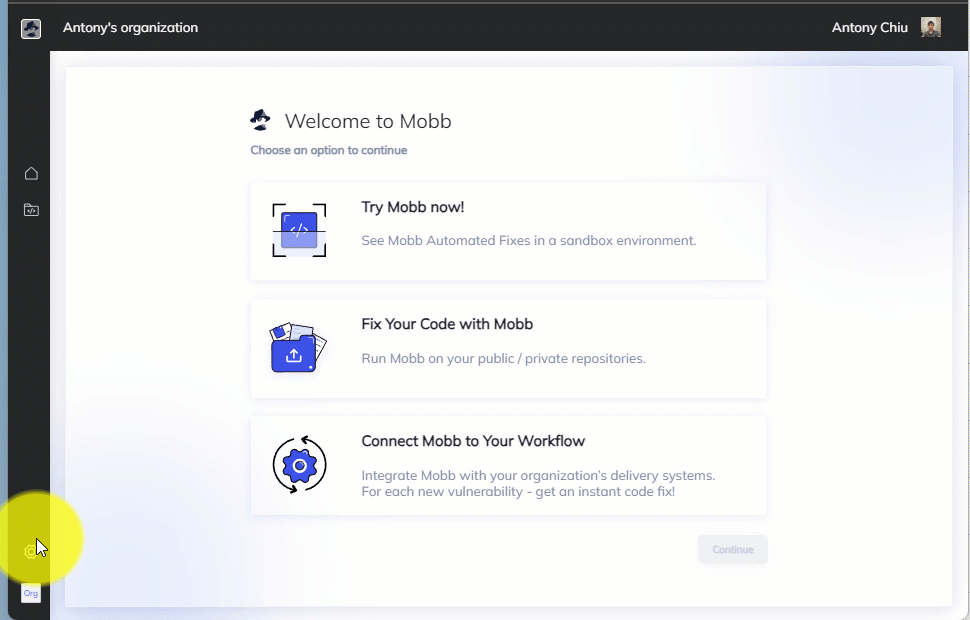 Antony's organization
Antony Chiu
Welcome to Mobb
Choose an option to continue
Try Mobb now!
See Mobb Automated Fixes in a sandbox environment.
Fix Your Code with Mobb
Run Mobb on your public / private repositories.
Connect Mobb to Your Workflow
Integrate Mobb with your organization’s delivery systems.
For each new vulnerability - get an instant code fix!
Continue
Org